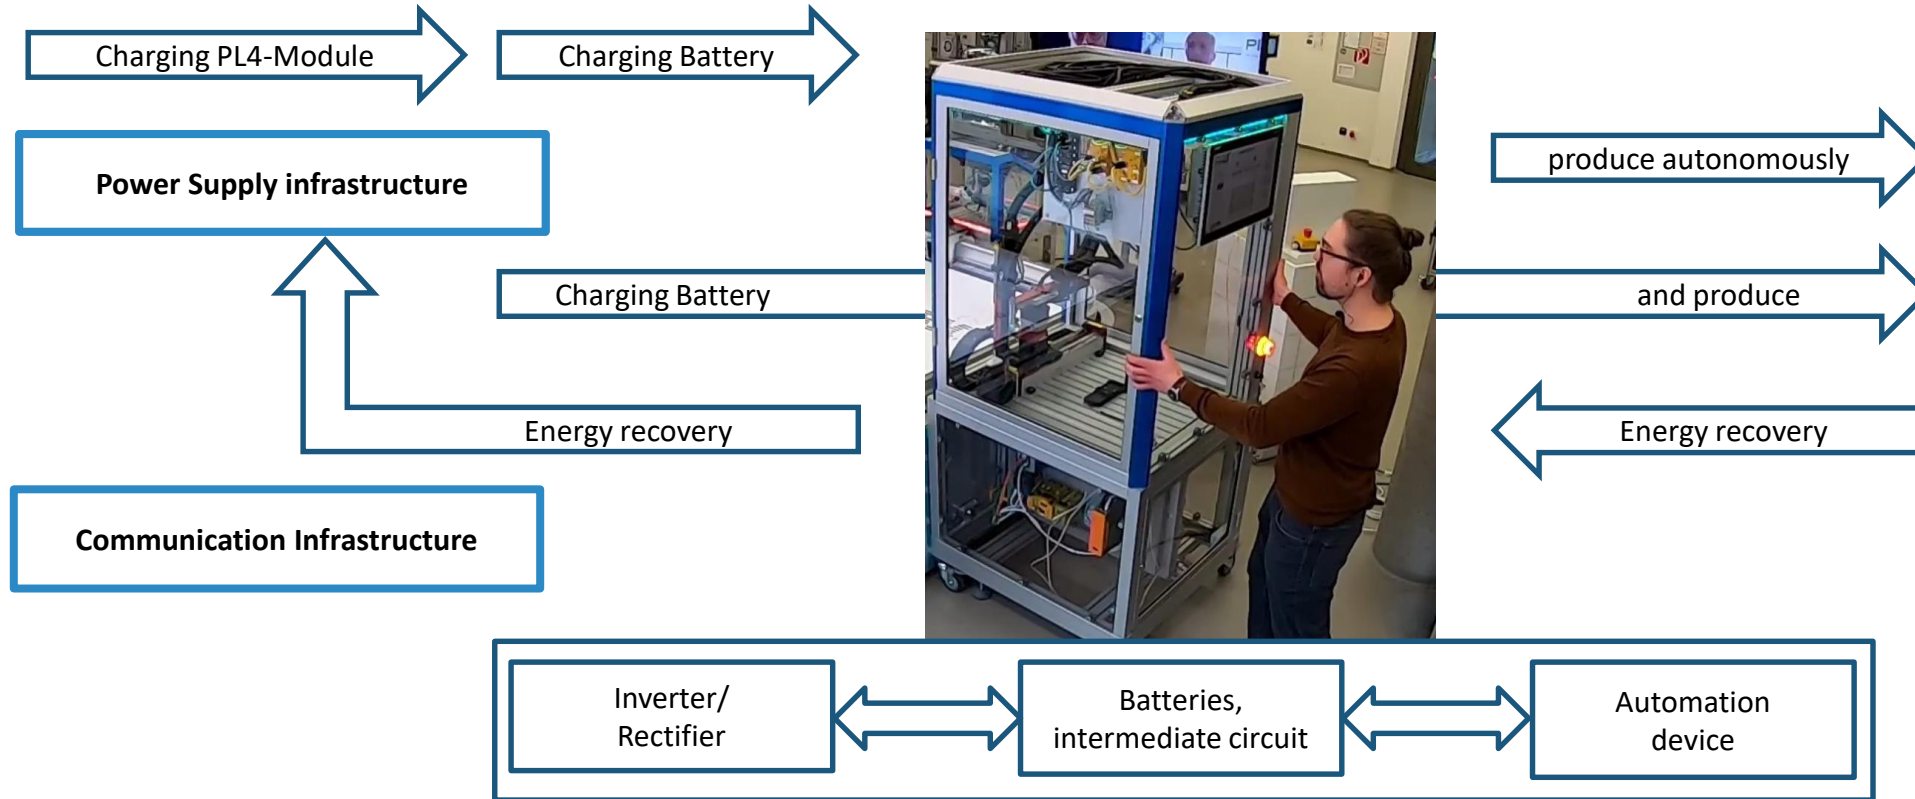 Charging PL4-Module
Charging Battery
produce autonomously
Power Supply infrastructure
Charging Battery
and produce
Energy recovery
Energy recovery
Communication Infrastructure
Inverter/
Rectifier
Batteries,
intermediate circuit
Automation
device